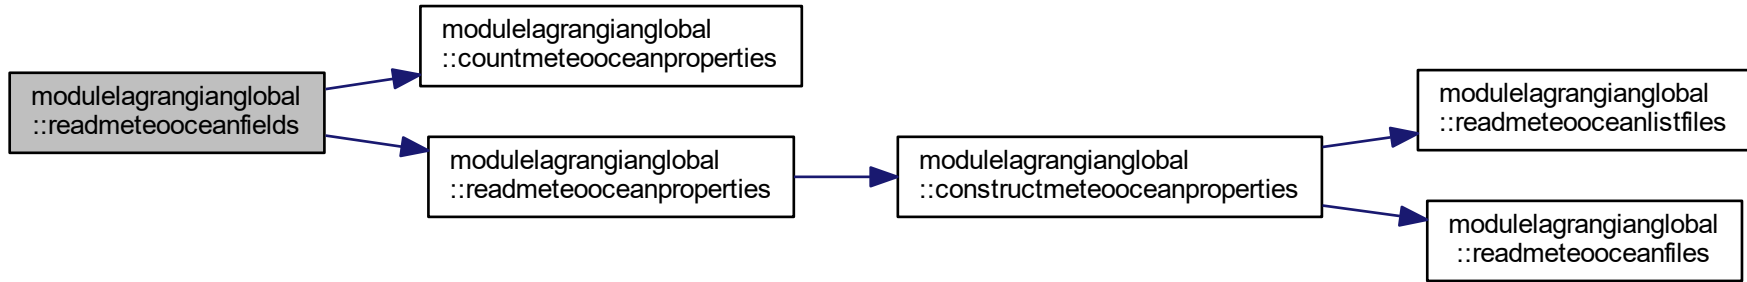 modulelagrangianglobal
::readmeteooceanfields
modulelagrangianglobal
::countmeteooceanproperties
modulelagrangianglobal
::readmeteooceanproperties
modulelagrangianglobal
::constructmeteooceanproperties
modulelagrangianglobal
::readmeteooceanlistfiles
modulelagrangianglobal
::readmeteooceanfiles